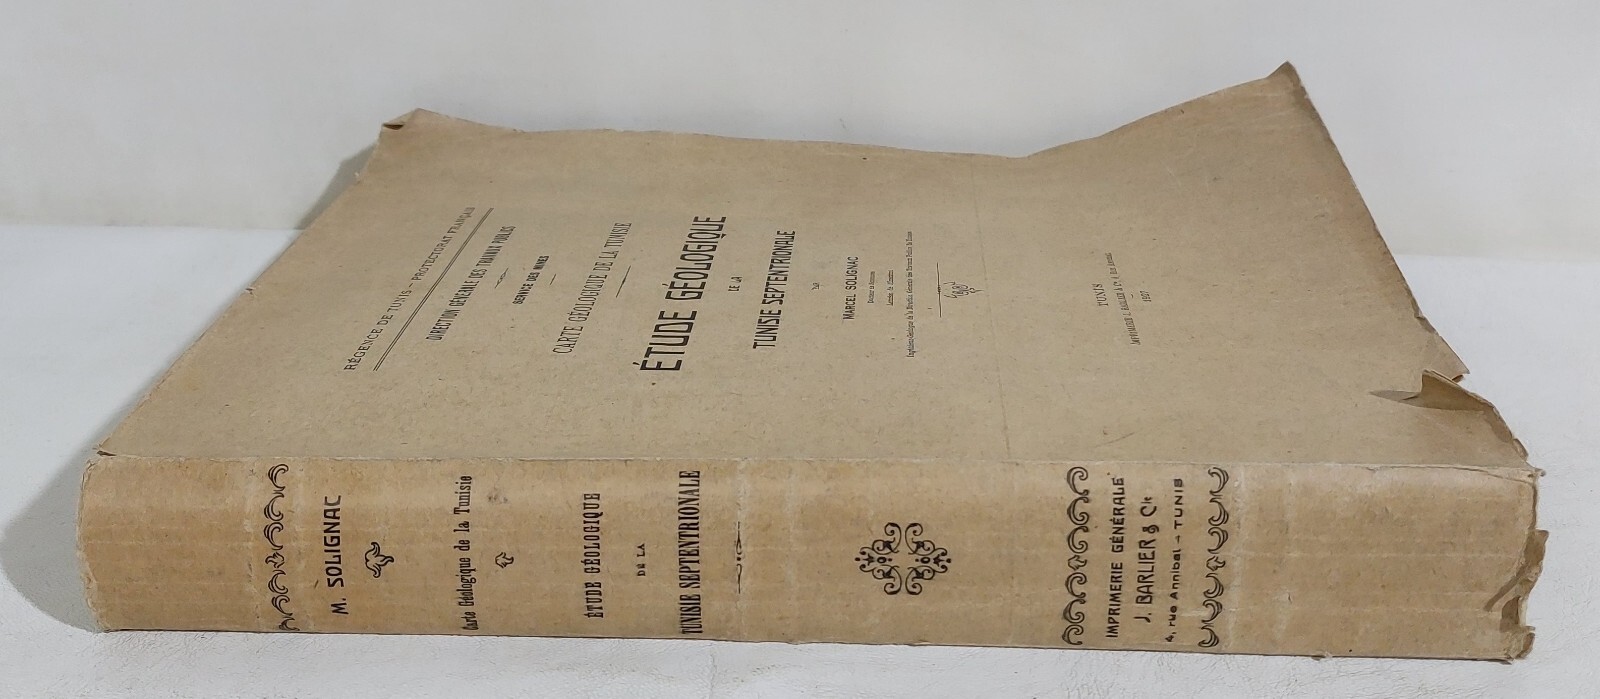 RÉGENCE DE TUNIS — PROTECTORAT FRANÇAIS
DIRECTION GÉNÉRALE DES TRAVAUX PUBLICS
SERVICE DES MINES
CARTE GÉOLOGIQUE DE LA TUNISIE
ÉTUDE GÉOLOGIQUE
DE LA
TUNISIE SEPTENTRIONALE
PAR
MARCEL SOLIGNAC
TUNIS
1927
M. SOLIGNAC
Carte Géologique de la Tunisie
ÉTUDE GÉOLOGIQUE
DE LA
TUNISIE SEPTENTRIONALE
IMPRIMERIE GÉNÉRALE
J. BARLIER & Cie
4, rue Annibal - TUNIS